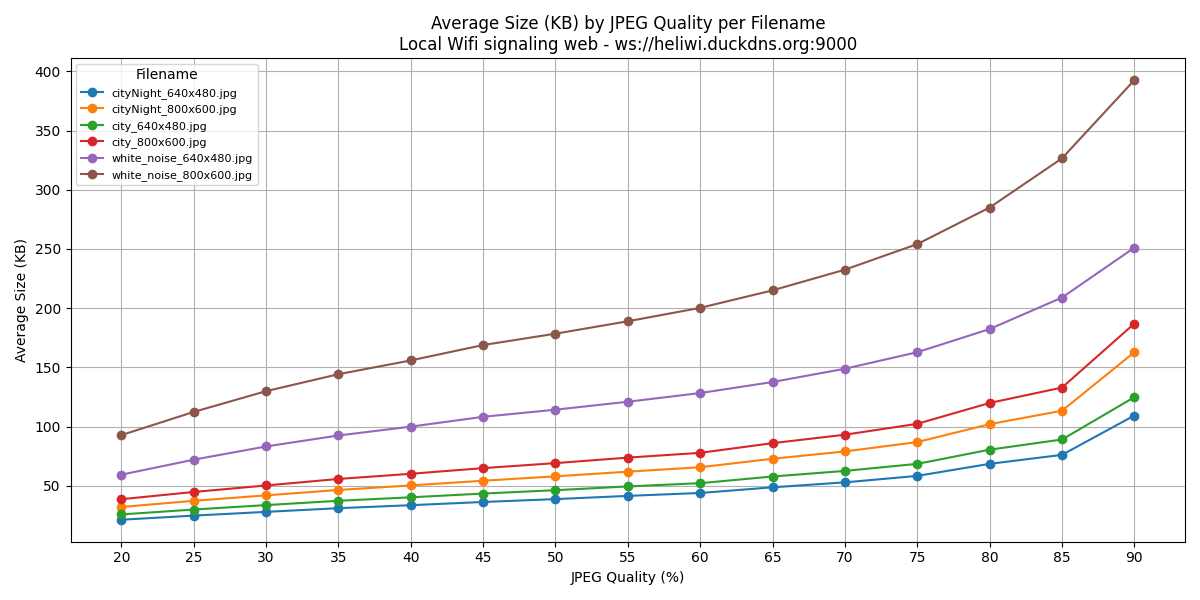 Average Size (KB) by JPEG Quality per Filename
Local Wifi signaling web - ws://heliwi.duckdns.org:9000
Filename
cityNight_640x480.jpg
cityNight_800x600.jpg
city_640x480.jpg
city_800x600.jpg
white_noise_640x480.jpg
white_noise_800x600.jpg
Average Size (KB)
400
350
300
250
200
150
100
50
20 25 30 35 40 45 50 55 60 65 70 75 80 85 90
JPEG Quality (%)